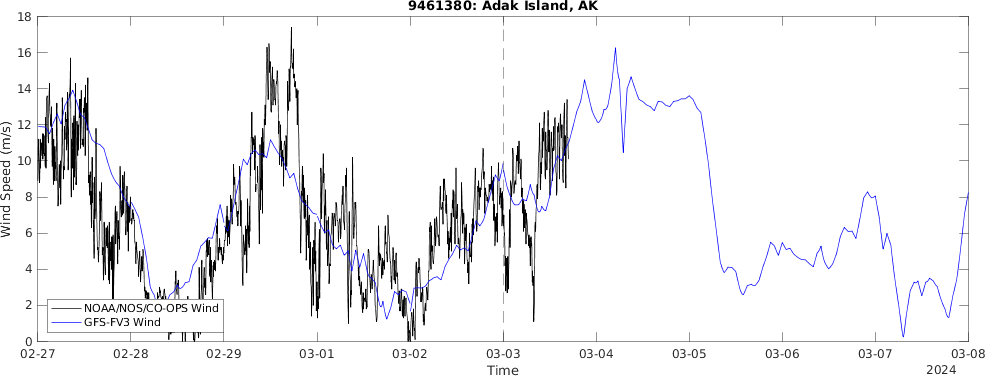 9461380: Adak Island, AK
18
16
14
12
10
8
6
4
2
0
Wind Speed (m/s)
NOAA/NOS/CO-OPS Wind
GFS-FV3 Wind
02-27 02-28 02-29 03-01 03-02 03-03 03-04 03-05 03-06 03-07 03-08
Time
2024